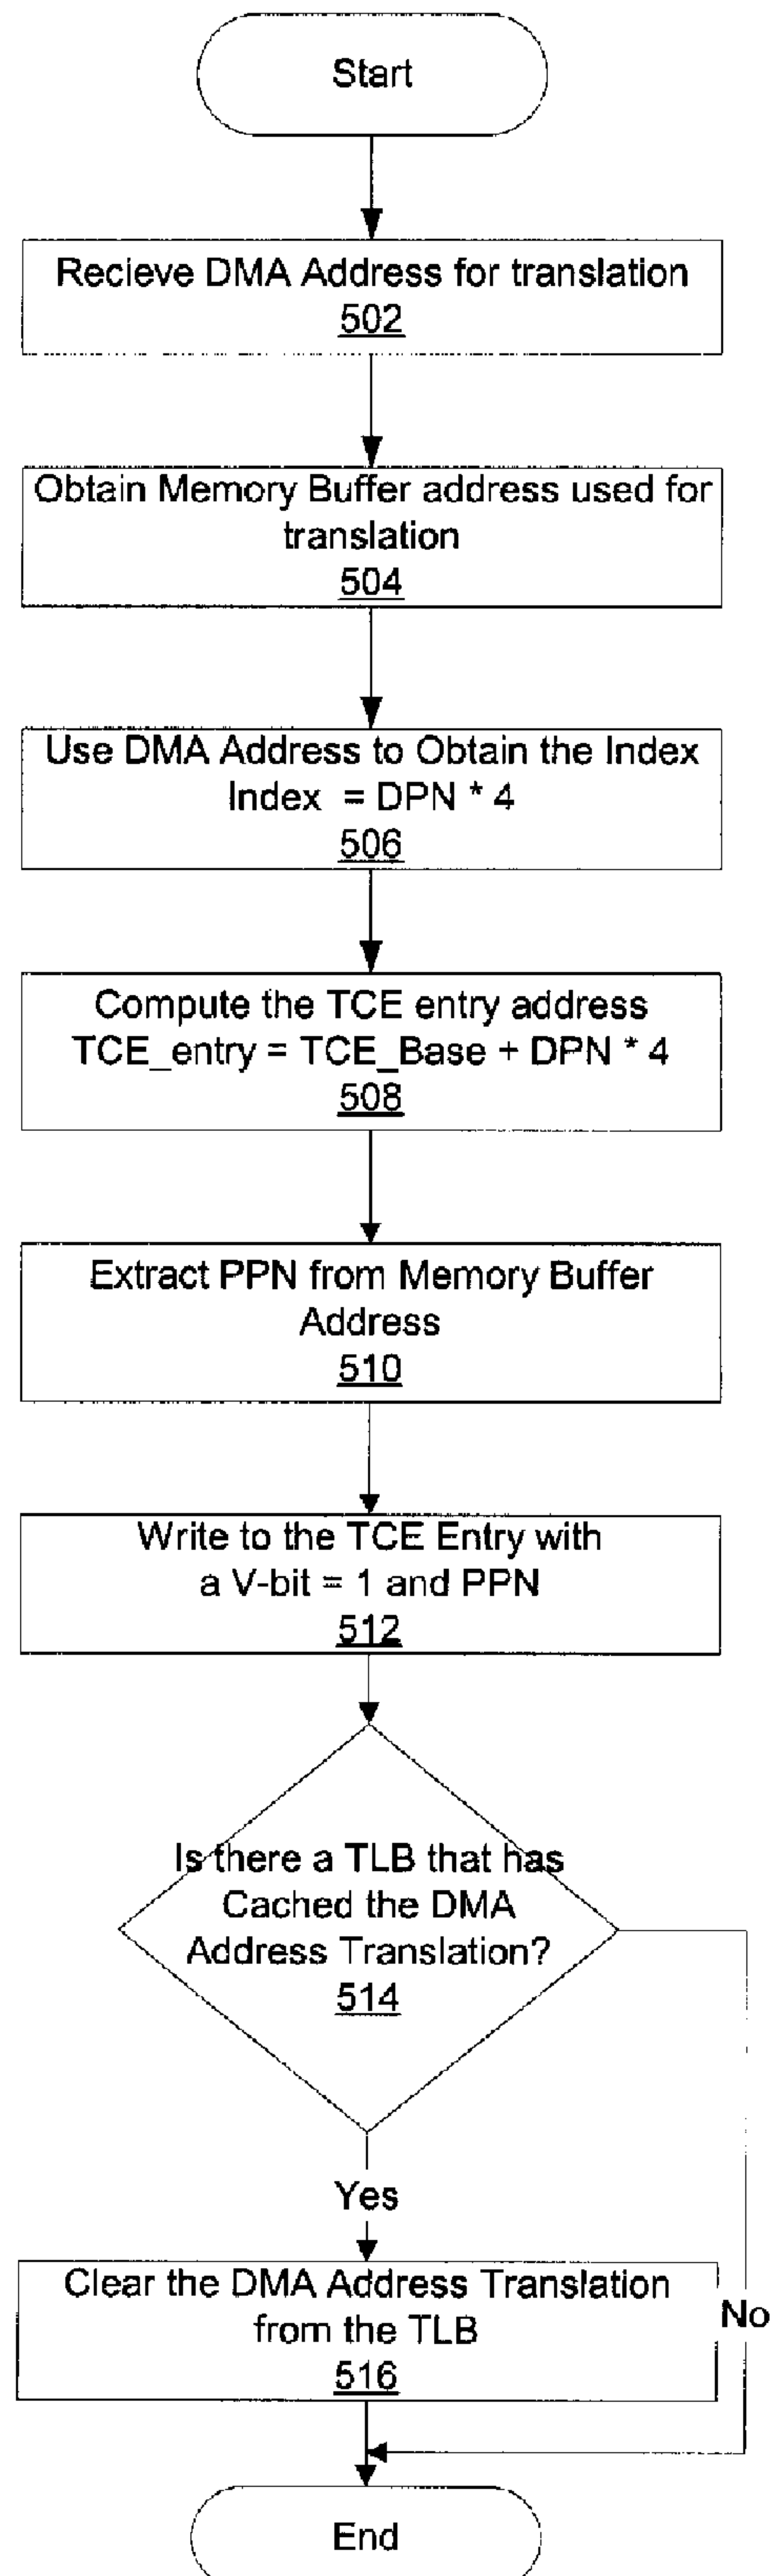 Start
Recieve DMA Address for translation
502
Obtain Memory Buffer address used for
translation
504
Use DMA Address to Obtain the Index
Index = DPN * 4
506
Compute the TCE entry address
TCE_entry = TCE_Base + DPN * 4
508
Extract PPN from Memory Buffer
Address
510
Write to the TCE Entry with
a V-bit = 1 and PPN
512
Is there a TLB that has
Cached the DMA
Address Translation?
514
Yes
Clear the DMA Address Translation
from the TLB
516
No
End